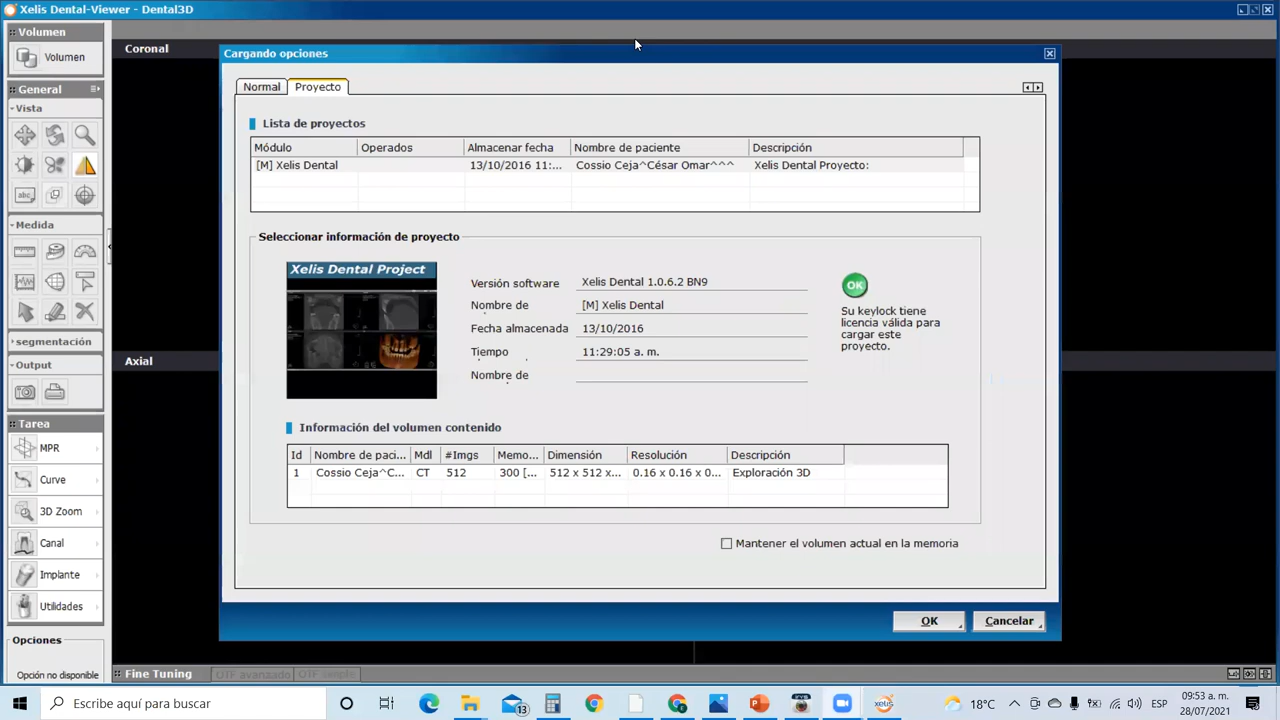 Xelis Dental-Viewer - Dental3D
Volumen
Volumen
General
Vista
abc
Medida
segmentación
Output
Tarea
MPR
Curve
3D Zoom
Canal
Implante
Utilidades
Opciones
Opción no disponible
Coronal
Axial
Cargando opciones
Normal
Proyecto
Lista de proyectos
Módulo Operados Almacenar fecha Nombre de paciente Descripción
[M] Xelis Dental 13/10/2016 11:... Cossio Ceja^César Omar^^^ Xelis Dental Proyecto:
Seleccionar información de proyecto
Xelis Dental Project
Versión software Xelis Dental 1.0.6.2 BN9
Nombre de [M] Xelis Dental
Fecha almacenada 13/10/2016
Tiempo 11:29:05 a. m.
Nombre de
OK
Su keylock tiene
licencia válida para
cargar este
proyecto.
Información del volumen contenido
Id Nombre de paci... Mdl #Imgs Memo... Dimensión Resolución Descripción
1 Cossio Ceja^C... CT 512 300 [... 512 x 512 x... 0.16 x 0.16 x 0... Exploración 3D
Mantener el volumen actual en la memoria
OK
Cancelar
Fine Tuning
OTF avanzado
OTF simple
Escribe aquí para buscar
13
18°C
ESP
09:53 a. m.
28/07/2021